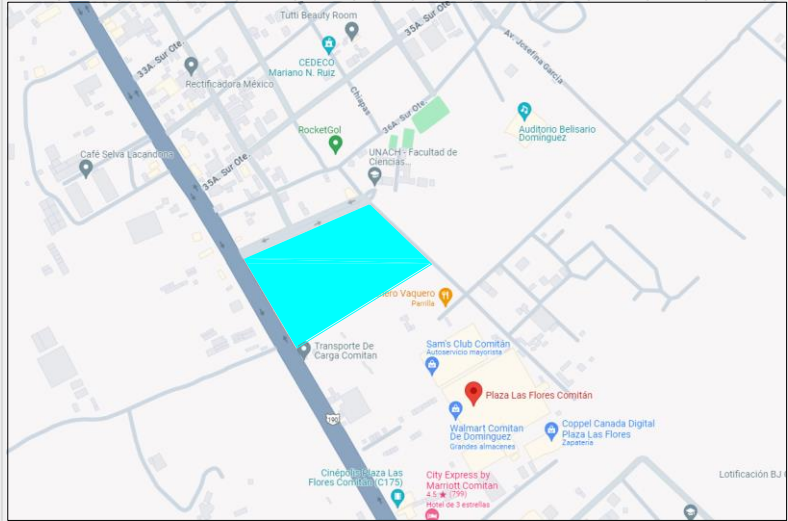 Tutti Beauty Room
35A. Sur Ote.
33A. Sur Ote.
CEDECO
Mariano N. Ruiz
Av. Josefina García
Rectificadora México
Chiapas
36A. Sur Ote.
RocketGol
Auditorio Belisario
Domínguez
Café Selva Lacandona
UNACH - Facultad de
Ciencias...
35A. Sur Ote.
Vaquero
Parrilla
Transporte De
Carga Comitan
Sam's Club Comitán
Autoservicio mayorista
Plaza Las Flores Comitán
190
Walmart Comitan
De Dominguez
Grandes almacenes
Coppel Canada Digital
Plaza Las Flores
Zapatería
Cinépolis Plaza Las
Flores Comitán (C175)
City Express by
Marriott Comitan
4.5 ★ (799)
Hotel de 3 estrellas
Lotificación BJ